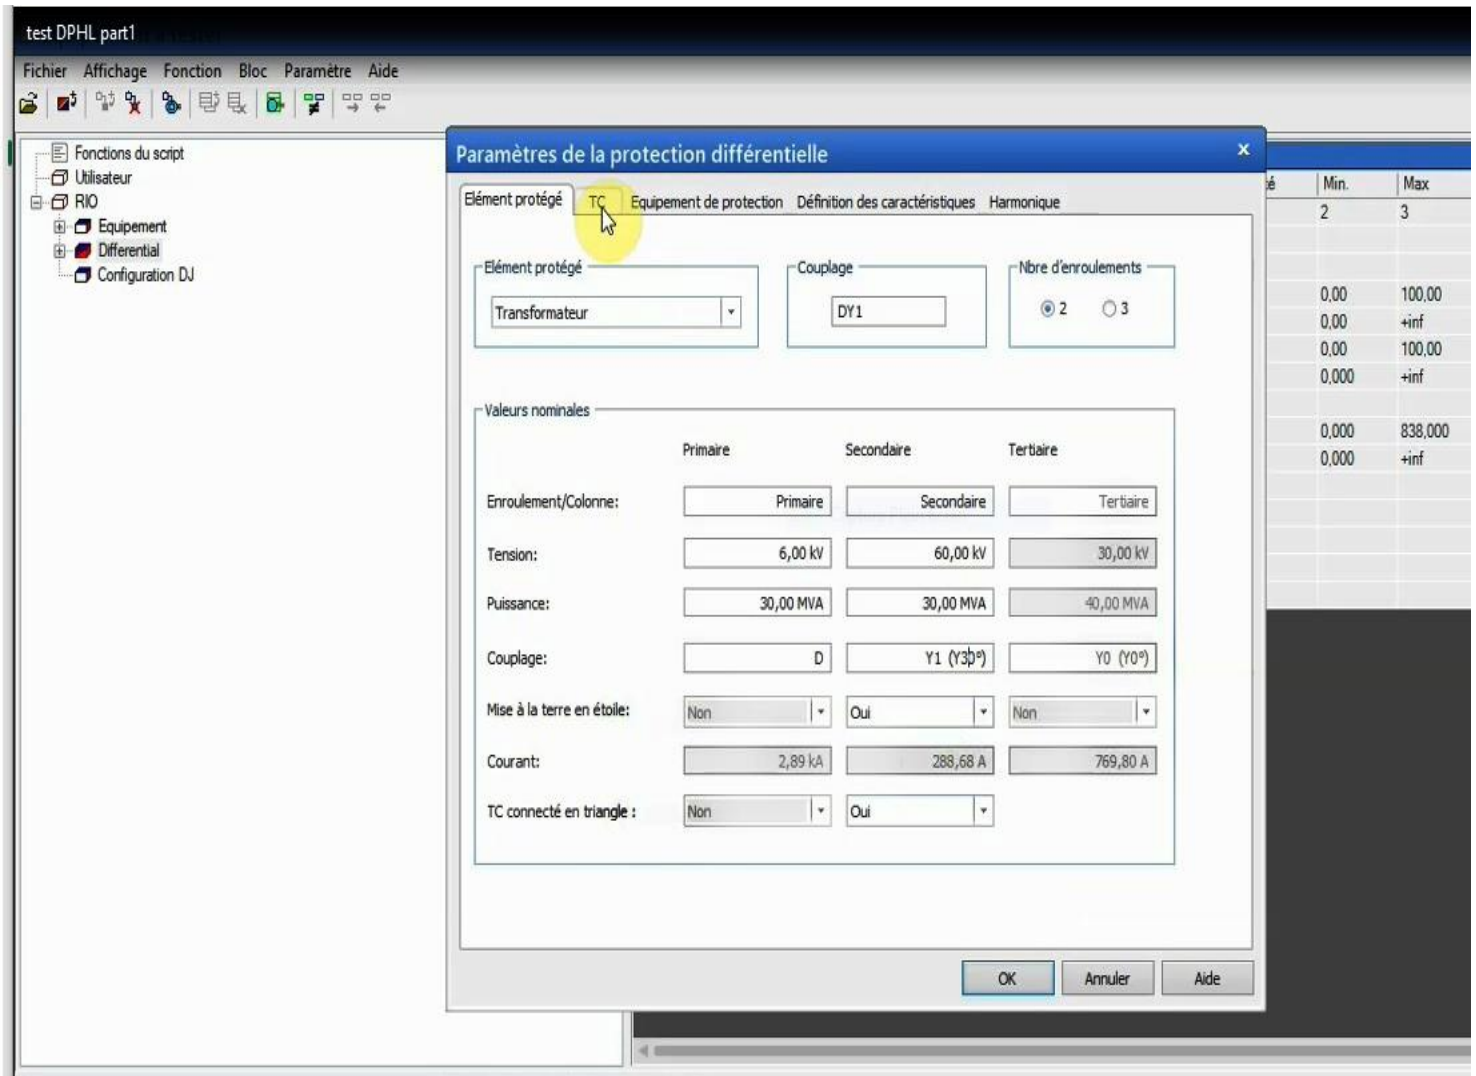 test DPHL part1
Fichier Affichage Fonction Bloc Paramètre Aide
Fonctions du script
Utilisateur
RIO
Equipement
Differential
Configuration DJ
Paramètres de la protection différentielle x
Elément protégé TC Equipement de protection Définition des caractéristiques Harmonique
Elément protégé Couplage Nbre d'enroulements
Transformateur DY1 2 3
Valeurs nominales
Primaire Secondaire Tertiaire
Enroulement/Colonne: Primaire Secondaire Tertiaire
Tension: 6,00 kV 60,00 kV 30,00 kV
Puissance: 30,00 MVA 30,00 MVA 40,00 MVA
Couplage: D Y1 (Y30°) Y0 (Y0°)
Mise à la terre en étoile: Non Oui Non
Courant: 2,89 kA 288,68 A 769,80 A
TC connecté en triangle : Non Oui
OK Annuler Aide
té Min. Max
2 3
0,00 100,00
0,00 +inf
0,00 100,00
0,000 +inf
0,000 838,000
0,000 +inf